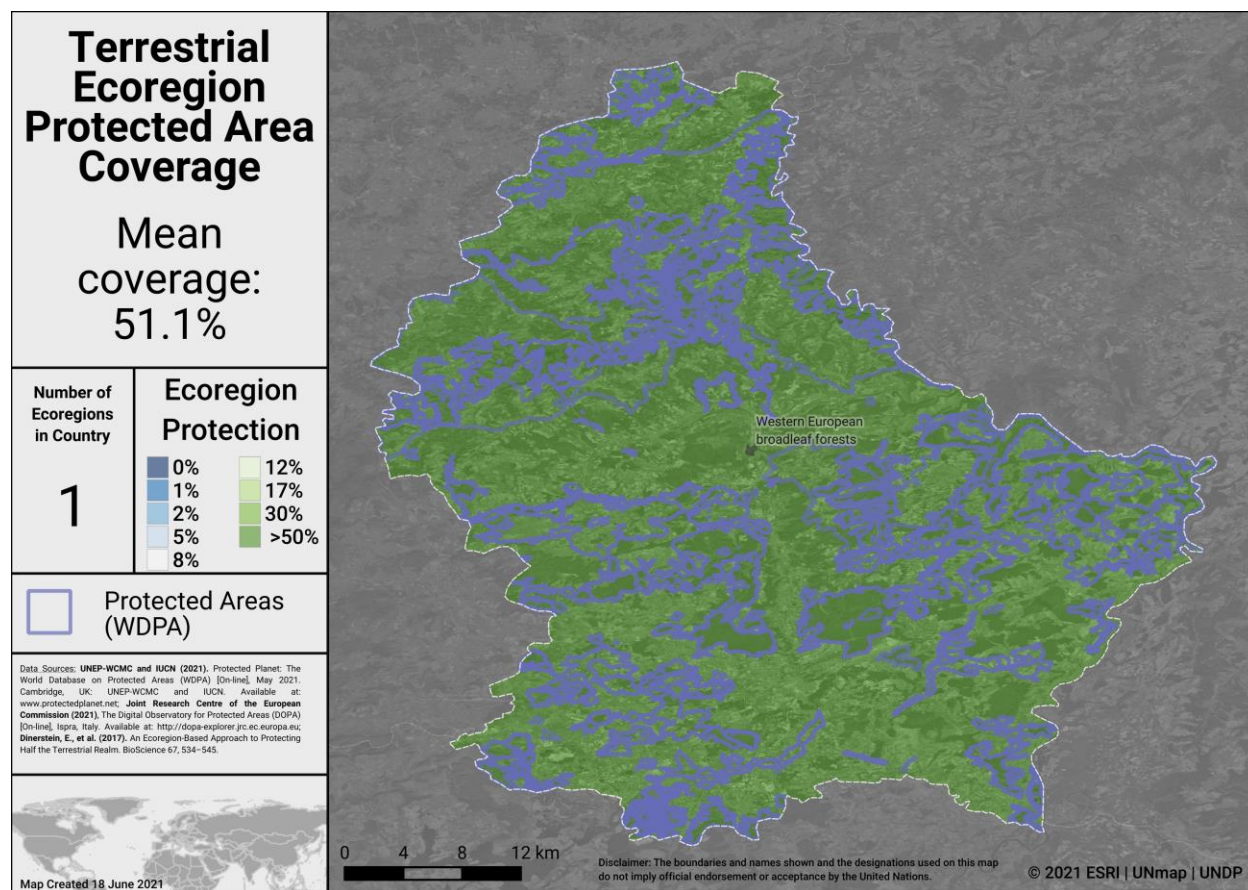 Terrestrial
Ecoregion
Protected Area
Coverage
Mean
coverage:
51.1%
Number of
Ecoregions
in Country
1
Ecoregion
Protection
0%
1%
2%
5%
8%
12%
17%
30%
>50%
Protected Areas
(WDPA)
Data Sources: UNEP-WCMC and IUCN (2021). Protected Planet: The
World Database on Protected Areas (WDPA) [On-line], May 2021.
Cambridge, UK: UNEP-WCMC and IUCN. Available at:
www.protectedplanet.net; Joint Research Centre of the European
Commission (2021), The Digital Observatory for Protected Areas (DOPA)
[On-line], Ispra, Italy. Available at: http://dopa-explorer.jrc.ec.europa.eu;
Dinerstein, E., et al. (2017). An Ecoregion-Based Approach to Protecting
Half the Terrestrial Realm. BioScience 67, 534–545.
Map Created 18 June 2021
Western European
broadleaf forests
0 4 8 12 km
Disclaimer: The boundaries and names shown and the designations used on this map
do not imply official endorsement or acceptance by the United Nations.
© 2021 ESRI | UNmap | UNDP